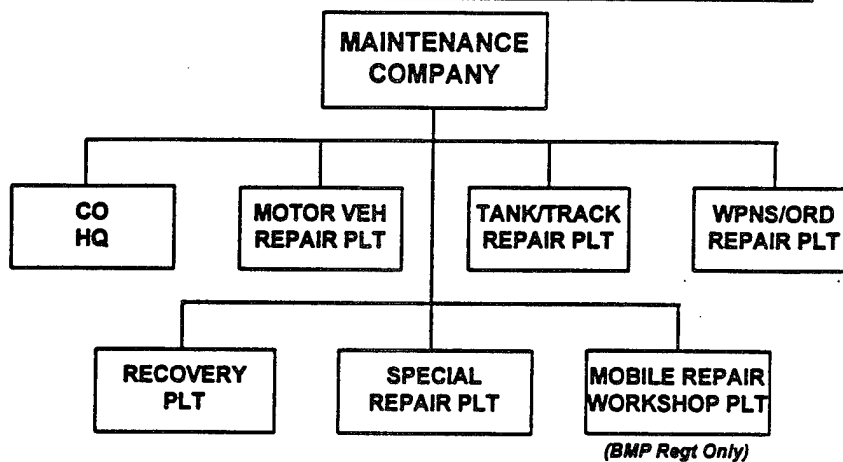 MAINTENANCE
COMPANY
CO
HQ
MOTOR VEH
REPAIR PLT
TANK/TRACK
REPAIR PLT
WPNS/ORD
REPAIR PLT
RECOVERY
PLT
SPECIAL
REPAIR PLT
MOBILE REPAIR
WORKSHOP PLT
(BMP Regt Only)